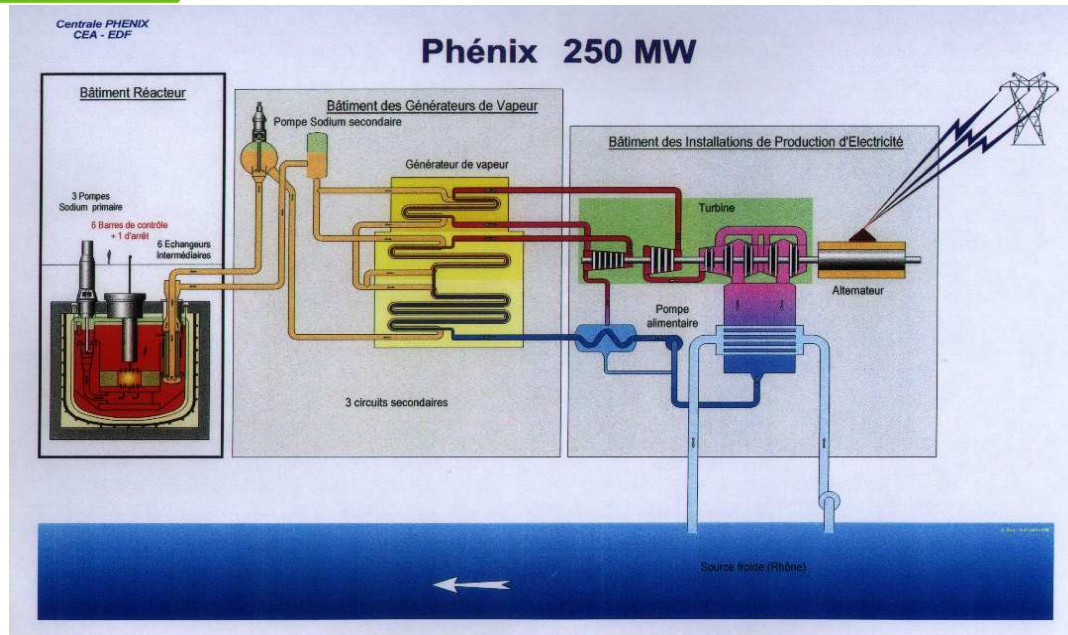 Centrale PHENIX
CEA - EDF
Phénix 250 MW
Bâtiment Réacteur
3 Pompes
Sodium primaire
6 Barres de contrôle
+ 1 d'arrêt
6 Echangeurs
Intermédiaires
Bâtiment des Générateurs de Vapeur
Pompe Sodium secondaire
Générateur de vapeur
3 circuits secondaires
Bâtiment des Installations de Production d'Electricité
Turbine
Alternateur
Pompe
alimentaire
Source froide (Rhône)